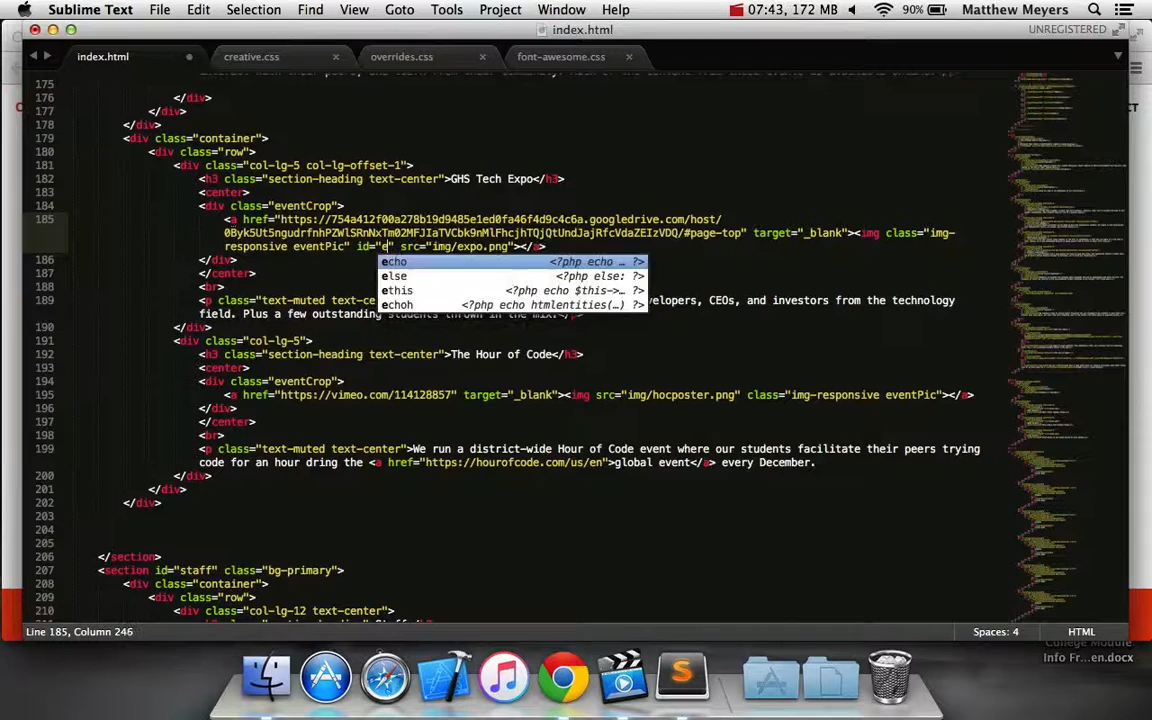 Sublime Text File Edit Selection Find View Goto Tools Project Window Help 07:43, 172 MB 90% Matthew Meyers
index.html UNREGISTERED
index.html creative.css overrides.css font-awesome.css
175
176 </div>
177 </div>
178 </div>
179 <div class="container">
180 <div class="row">
181 <div class="col-lg-5 col-lg-offset-1">
182 <h3 class="section-heading text-center">GHS Tech Expo</h3>
183 <center>
184 <div class="eventCrop">
185 <a href="https://754a412f00a278b19d9485e1ed0fa46f4d9c4c6a.googledrive.com/host/
0Byk5Ut5ngudrfnhPZWlSRnNxTm02MFJIaTVCbk9nMlFhcjhTQjQtUndJajRfcVdaZEIzVDQ/#page-top" target="_blank"><img class="img-
responsive eventPic" id="e" src="img/expo.png"></a>
186 </div>
echo <?php echo … ?>
187 </center>
else <?php else: ?>
188 <br>
ethis <?php echo $this->… ?>
189 <p class="text-muted text-ce velopers, CEOs, and investors from the technology
echoh <?php echo htmlentities(…) ?>
field. Plus a few outstanding students thrown in the mix!</p>
190 </div>
191 <div class="col-lg-5">
192 <h3 class="section-heading text-center">The Hour of Code</h3>
193 <center>
194 <div class="eventCrop">
195 <a href="https://vimeo.com/114128857" target="_blank"><img src="img/hocposter.png" class="img-responsive eventPic"></a>
196 </div>
197 </center>
198 <br>
199 <p class="text-muted text-center">We run a district-wide Hour of Code event where our students facilitate their peers trying
code for an hour dring the <a href="https://hourofcode.com/us/en">global event</a> every December.
200 </div>
201 </div>
202 </div>
203
204
205
206 </section>
207 <section id="staff" class="bg-primary">
208 <div class="container">
209 <div class="row">
210 <div class="col-lg-12 text-center">
Line 185, Column 246 Spaces: 4 HTML
College Module
Info Fr…en.docx